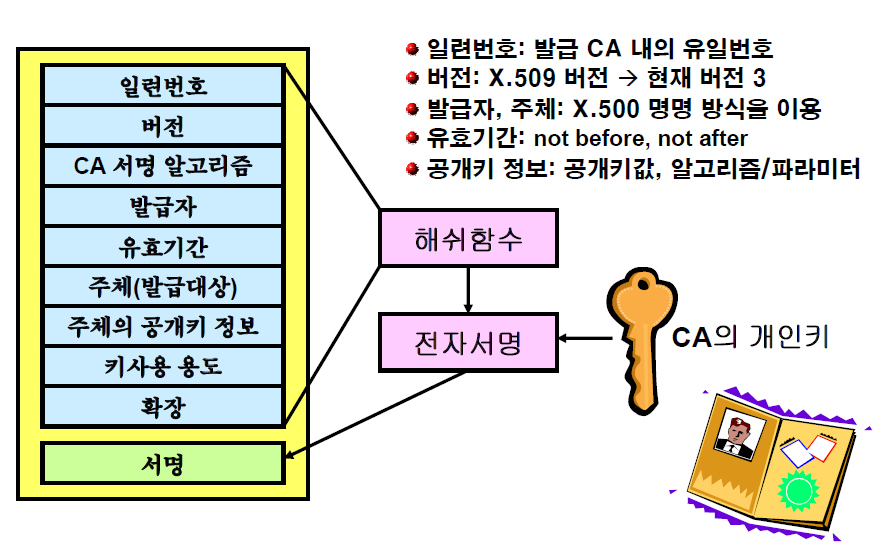 일련번호
버전
CA 서명 알고리즘
발급자
유효기간
주체(발급대상)
주체의 공개키 정보
키사용 용도
확장
서명
일련번호: 발급 CA 내의 유일번호
버전: X.509 버전 → 현재 버전 3
발급자, 주체: X.500 명명 방식을 이용
유효기간: not before, not after
공개키 정보: 공개키값, 알고리즘/파라미터
해쉬함수
전자서명
CA의 개인키